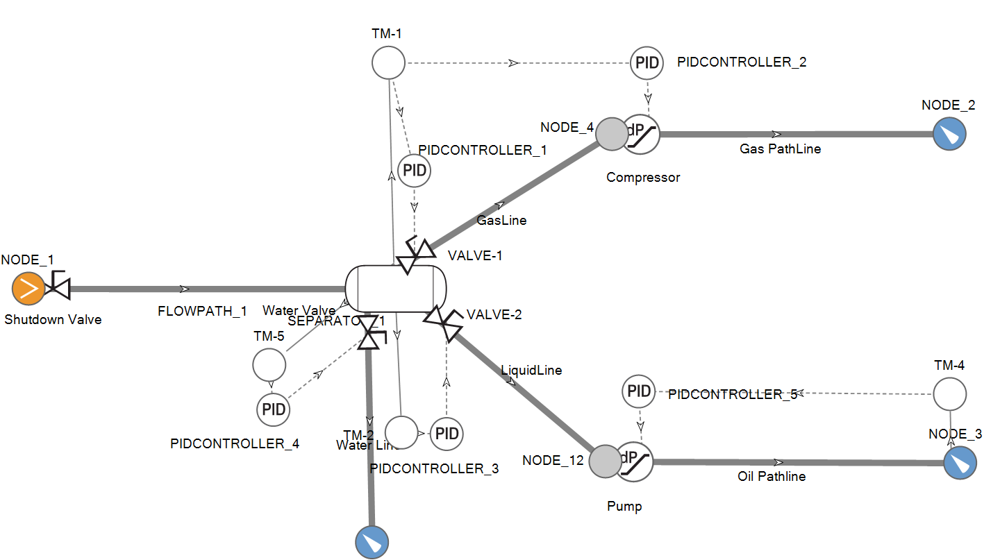 TM-1
PID
PIDCONTROLLER_2
NODE_2
NODE_4
dP
Gas PathLine
PIDCONTROLLER_1
PID
Compressor
GasLine
VALVE-1
NODE_1
FLOWPATH_1
Water Valve
VALVE-2
Shutdown Valve
SEPARATOR_1
TM-5
LiquidLine
TM-4
PID
PIDCONTROLLER_5
PID
TM-2
PID
NODE_3
PIDCONTROLLER_4
Water Line
NODE_12
dP
PIDCONTROLLER_3
Oil Pathline
Pump